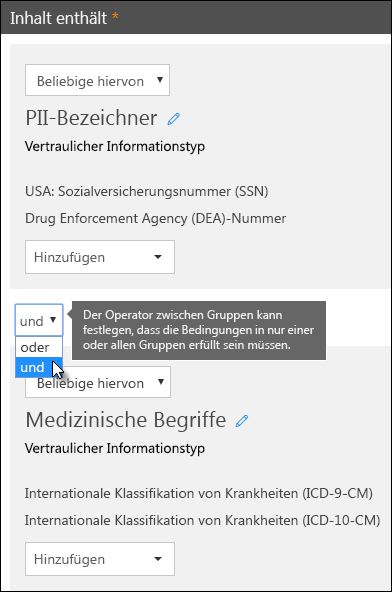 Inhalt enthält *
Beliebige hiervon
PII-Bezeichner
Vertraulicher Informationstyp
USA: Sozialversicherungsnummer (SSN)
Drug Enforcement Agency (DEA)-Nummer
Hinzufügen
und
Der Operator zwischen Gruppen kann
festlegen, dass die Bedingungen in nur einer
oder allen Gruppen erfüllt sein müssen.
oder
und
Beliebige hiervon
Medizinische Begriffe
Vertraulicher Informationstyp
Internationale Klassifikation von Krankheiten (ICD-9-CM)
Internationale Klassifikation von Krankheiten (ICD-10-CM)
Hinzufügen